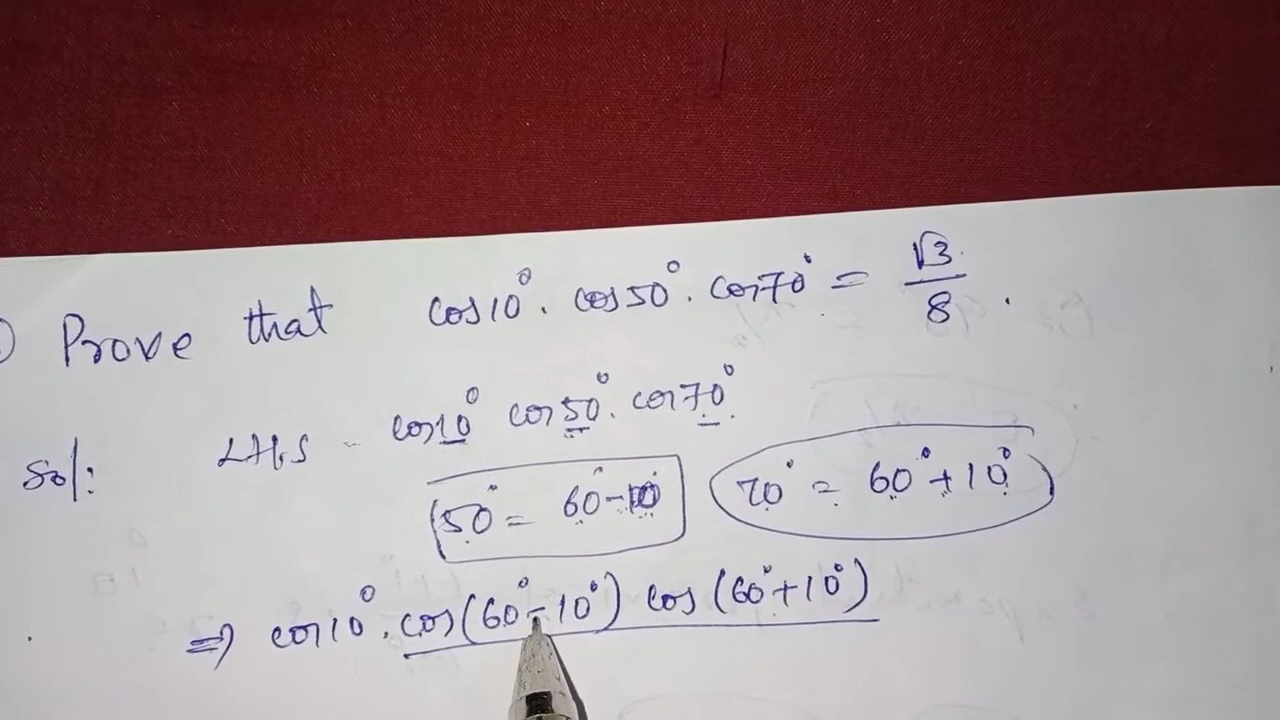 ) Prove that cos10°. cos50°. cos70° = √3/8 .
Sol: LHS - cos10° cos50°. cos70°
50° = 60°-10° 70° = 60°+10°
⇒ cos10°. cos(60°-10°) cos(60°+10°)